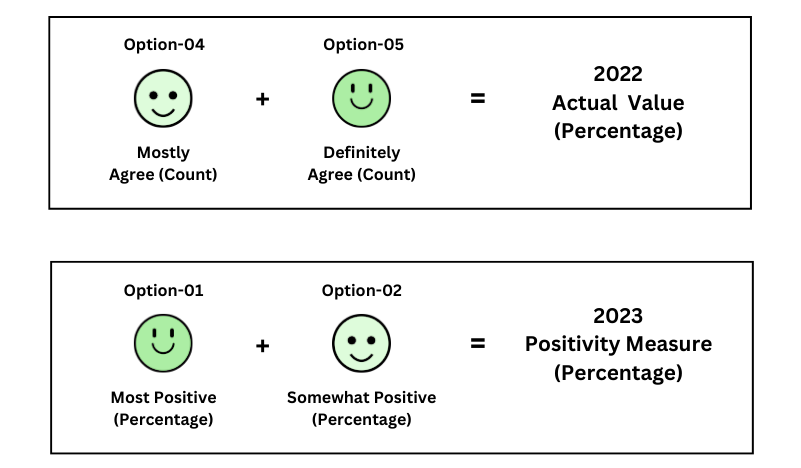 Option-04
Option-05
+
=
2022
Actual Value
(Percentage)
Mostly
Agree (Count)
Definitely
Agree (Count)
Option-01
Option-02
+
=
2023
Positivity Measure
(Percentage)
Most Positive
(Percentage)
Somewhat Positive
(Percentage)